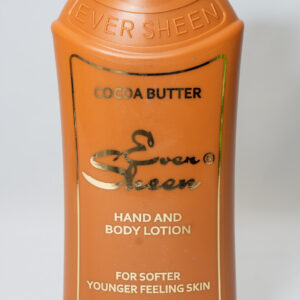 EVER SHEEN
COCOA BUTTER
Ever ®
Sheen
HAND AND
BODY LOTION
FOR SOFTER
YOUNGER FEELING SKIN